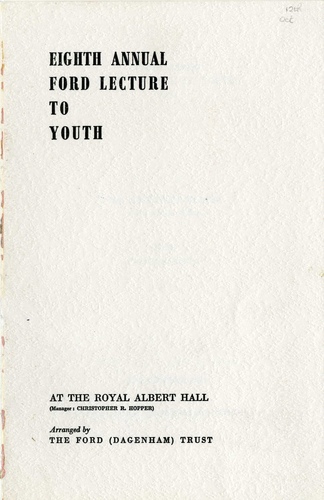 EIGHTH ANNUAL
FORD LECTURE
TO
YOUTH
AT THE ROYAL ALBERT HALL
(Manager: CHRISTOPHER R. HOPPER)
Arranged by
THE FORD (DAGENHAM) TRUST